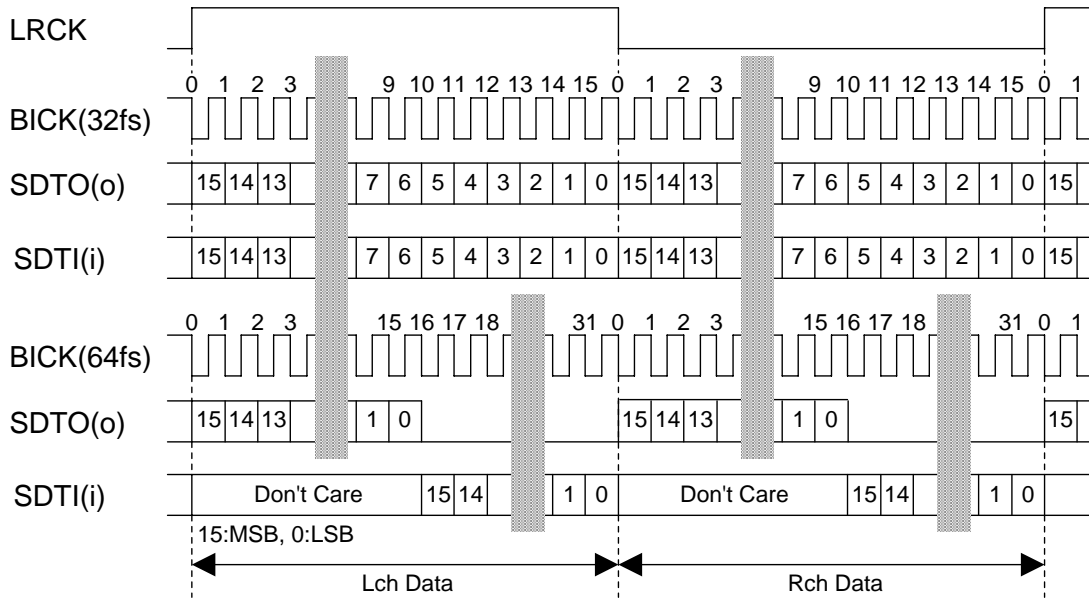 LRCK
0 1 2 3 9 10 11 12 13 14 15 0 1 2 3 9 10 11 12 13 14 15 0 1
BICK(32fs)
SDTO(o) 15 14 13 7 6 5 4 3 2 1 0 15 14 13 7 6 5 4 3 2 1 0 15
SDTI(i) 15 14 13 7 6 5 4 3 2 1 0 15 14 13 7 6 5 4 3 2 1 0 15
0 1 2 3 15 16 17 18 31 0 1 2 3 15 16 17 18 31 0 1
BICK(64fs)
SDTO(o) 15 14 13 1 0 15 14 13 1 0 15
SDTI(i) Don't Care 15 14 1 0 Don't Care 15 14 1 0
15:MSB, 0:LSB
Lch Data Rch Data